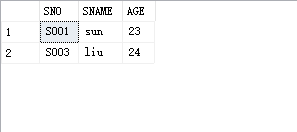 SNO SNAME AGE
1 S001 sun 23
2 S003 liu 24